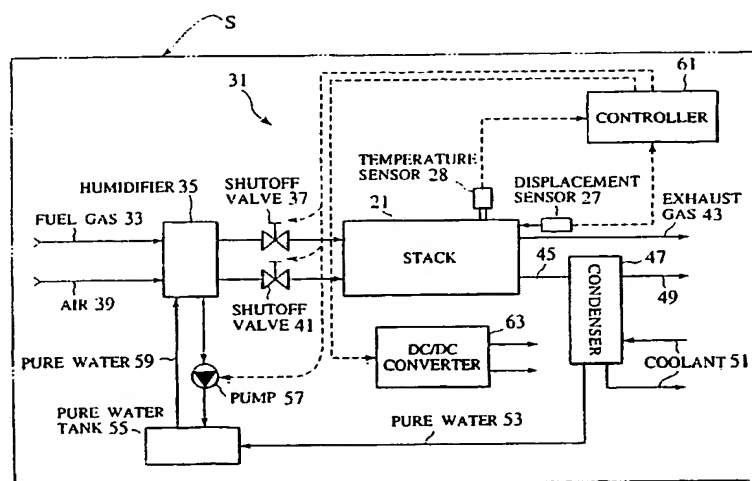 S
31
61
CONTROLLER
TEMPERATURE
SENSOR 28
DISPLACEMENT
SENSOR 27
HUMIDIFIER 35
SHUTOFF
VALVE 37
21
EXHAUST
GAS 43
FUEL GAS 33
STACK
45
47
AIR 39
CONDENSER
49
SHUTOFF
VALVE 41
63
DC/DC
CONVERTER
COOLANT 51
PURE WATER 59
PUMP 57
PURE WATER
TANK 55
PURE WATER 53